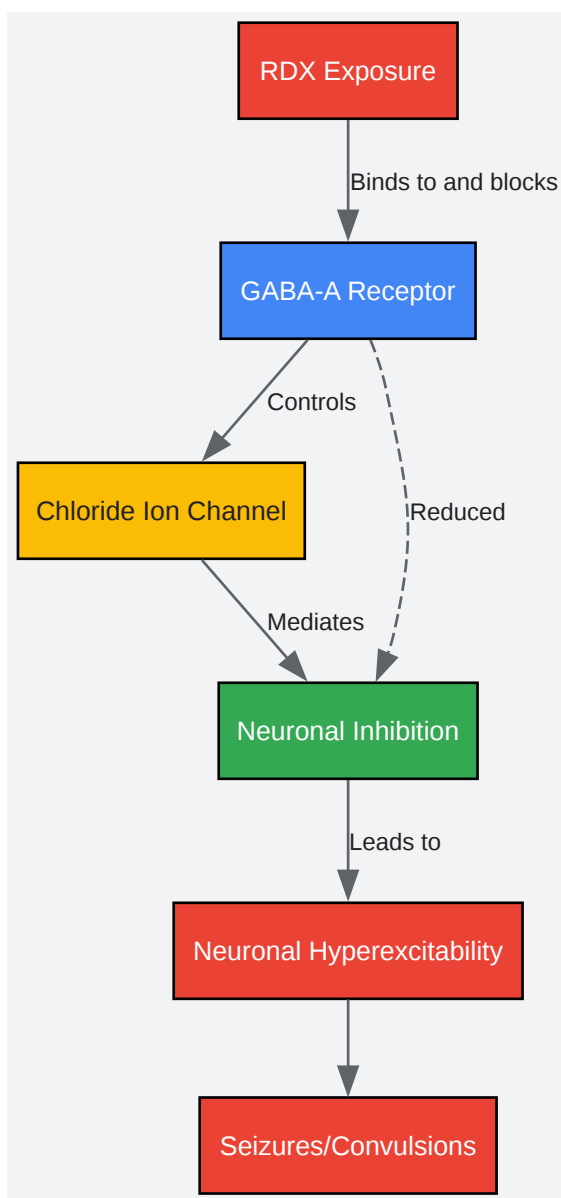 RDX Exposure
Binds to and blocks
GABA-A Receptor
Controls
Chloride Ion Channel
Reduced
Mediates
Neuronal Inhibition
Leads to
Neuronal Hyperexcitability
Seizures/Convulsions